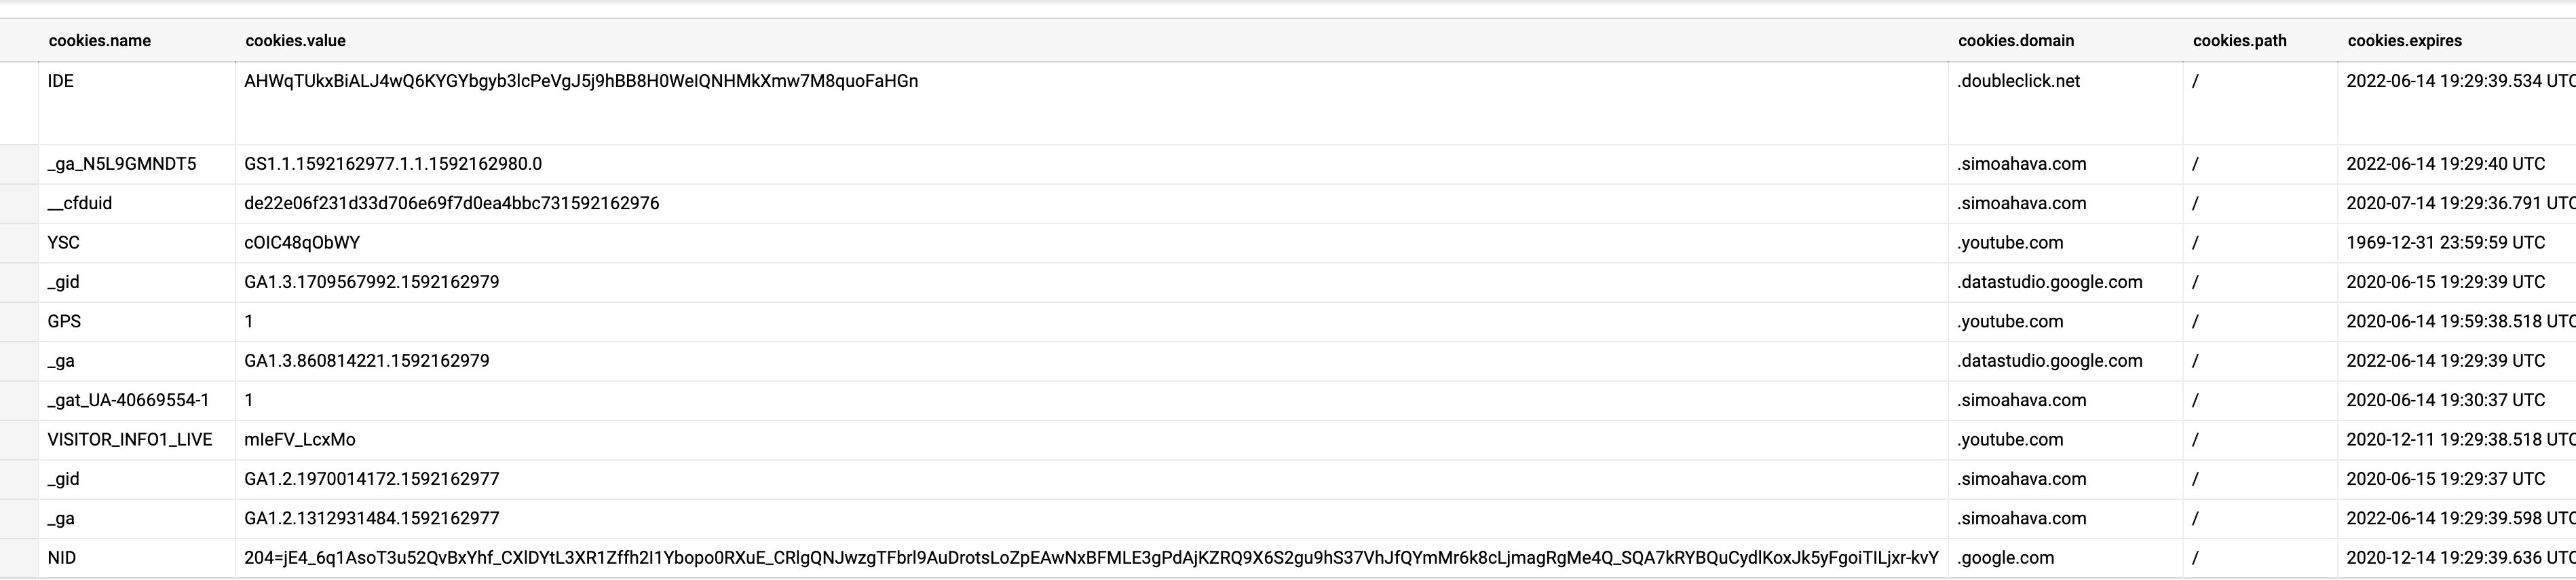 cookies.name cookies.value cookies.domain cookies.path cookies.expires
IDE AHWqTUkxBiALJ4wQ6KYGYbgyb3lcPeVgJ5j9hBB8H0WeIQNHMkXmw7M8quoFaHGn .doubleclick.net / 2022-06-14 19:29:39.534 UTC
_ga_N5L9GMNDT5 GS1.1.1592162977.1.1.1592162980.0 .simoahava.com / 2022-06-14 19:29:40 UTC
__cfduid de22e06f231d33d706e69f7d0ea4bbc731592162976 .simoahava.com / 2020-07-14 19:29:36.791 UTC
YSC cOIC48qObWY .youtube.com / 1969-12-31 23:59:59 UTC
_gid GA1.3.1709567992.1592162979 .datastudio.google.com / 2020-06-15 19:29:39 UTC
GPS 1 .youtube.com / 2020-06-14 19:59:38.518 UTC
_ga GA1.3.860814221.1592162979 .datastudio.google.com / 2022-06-14 19:29:39 UTC
_gat_UA-40669554-1 1 .simoahava.com / 2020-06-14 19:30:37 UTC
VISITOR_INFO1_LIVE mIeFV_LcxMo .youtube.com / 2020-12-11 19:29:38.518 UTC
_gid GA1.2.1970014172.1592162977 .simoahava.com / 2020-06-15 19:29:37 UTC
_ga GA1.2.1312931484.1592162977 .simoahava.com / 2022-06-14 19:29:39.598 UTC
NID 204=jE4_6q1AsoT3u52QvBxYhf_CXlDYtL3XR1Zffh2I1Ybopo0RXuE_CRlgQNJwzgTFbrl9AuDrotsLoZpEAwNxBFMLE3gPdAjKZRQ9X6S2gu9hS37VhJfQYmMr6k8cLjmagRgMe4Q_SQA7kRYBQuCydlKoxJk5yFgoiTILjxr-kvY .google.com / 2020-12-14 19:29:39.636 UTC